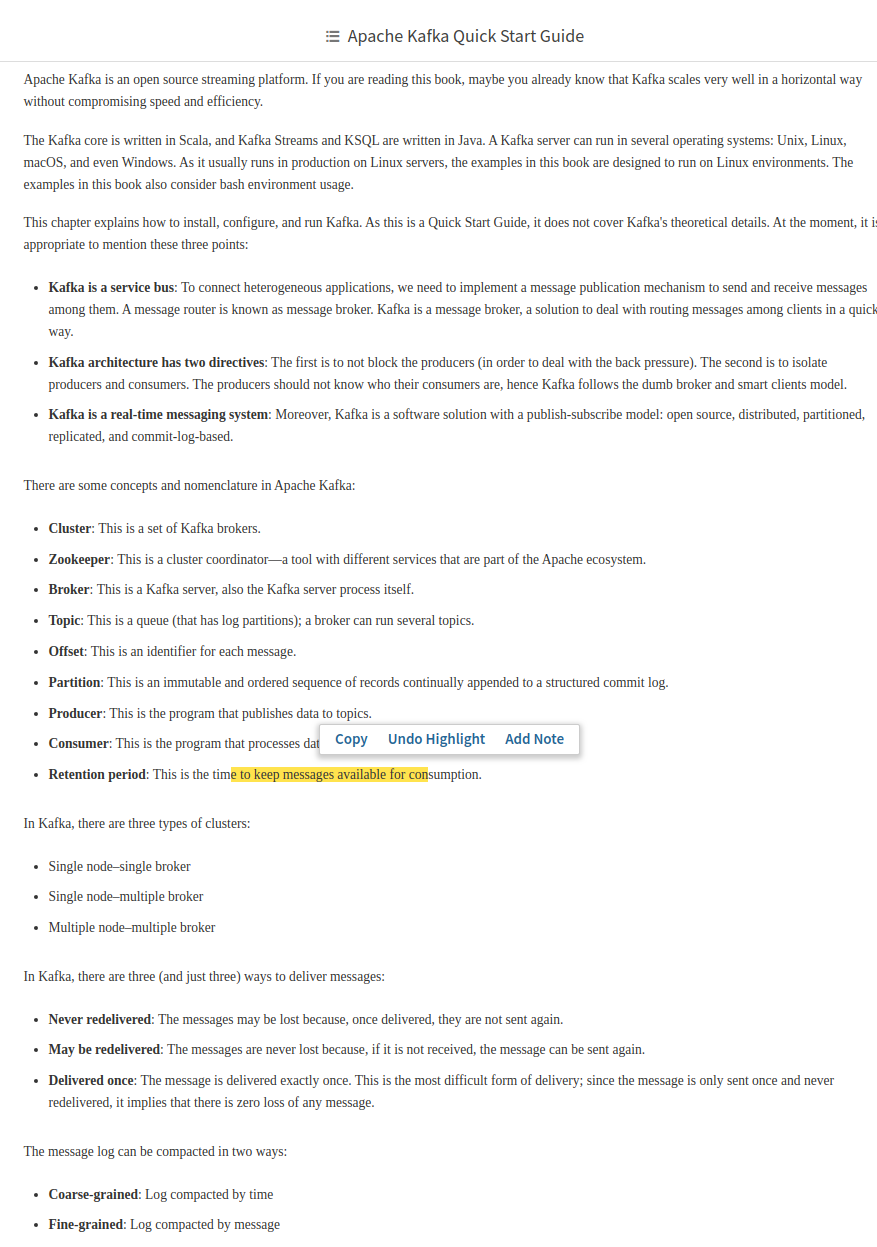 Apache Kafka Quick Start Guide
Apache Kafka is an open source streaming platform. If you are reading this book, maybe you already know that Kafka scales very well in a horizontal way
without compromising speed and efficiency.
The Kafka core is written in Scala, and Kafka Streams and KSQL are written in Java. A Kafka server can run in several operating systems: Unix, Linux,
macOS, and even Windows. As it usually runs in production on Linux servers, the examples in this book are designed to run on Linux environments. The
examples in this book also consider bash environment usage.
This chapter explains how to install, configure, and run Kafka. As this is a Quick Start Guide, it does not cover Kafka's theoretical details. At the moment, it is
appropriate to mention these three points:
• Kafka is a service bus: To connect heterogeneous applications, we need to implement a message publication mechanism to send and receive messages
among them. A message router is known as message broker. Kafka is a message broker, a solution to deal with routing messages among clients in a quick
way.
• Kafka architecture has two directives: The first is to not block the producers (in order to deal with the back pressure). The second is to isolate
producers and consumers. The producers should not know who their consumers are, hence Kafka follows the dumb broker and smart clients model.
• Kafka is a real-time messaging system: Moreover, Kafka is a software solution with a publish-subscribe model: open source, distributed, partitioned,
replicated, and commit-log-based.
There are some concepts and nomenclature in Apache Kafka:
• Cluster: This is a set of Kafka brokers.
• Zookeeper: This is a cluster coordinator—a tool with different services that are part of the Apache ecosystem.
• Broker: This is a Kafka server, also the Kafka server process itself.
• Topic: This is a queue (that has log partitions); a broker can run several topics.
• Offset: This is an identifier for each message.
• Partition: This is an immutable and ordered sequence of records continually appended to a structured commit log.
• Producer: This is the program that publishes data to topics.
• Consumer: This is the program that processes dat
Copy Undo Highlight Add Note
• Retention period: This is the time to keep messages available for consumption.
In Kafka, there are three types of clusters:
• Single node–single broker
• Single node–multiple broker
• Multiple node–multiple broker
In Kafka, there are three (and just three) ways to deliver messages:
• Never redelivered: The messages may be lost because, once delivered, they are not sent again.
• May be redelivered: The messages are never lost because, if it is not received, the message can be sent again.
• Delivered once: The message is delivered exactly once. This is the most difficult form of delivery; since the message is only sent once and never
redelivered, it implies that there is zero loss of any message.
The message log can be compacted in two ways:
• Coarse-grained: Log compacted by time
• Fine-grained: Log compacted by message